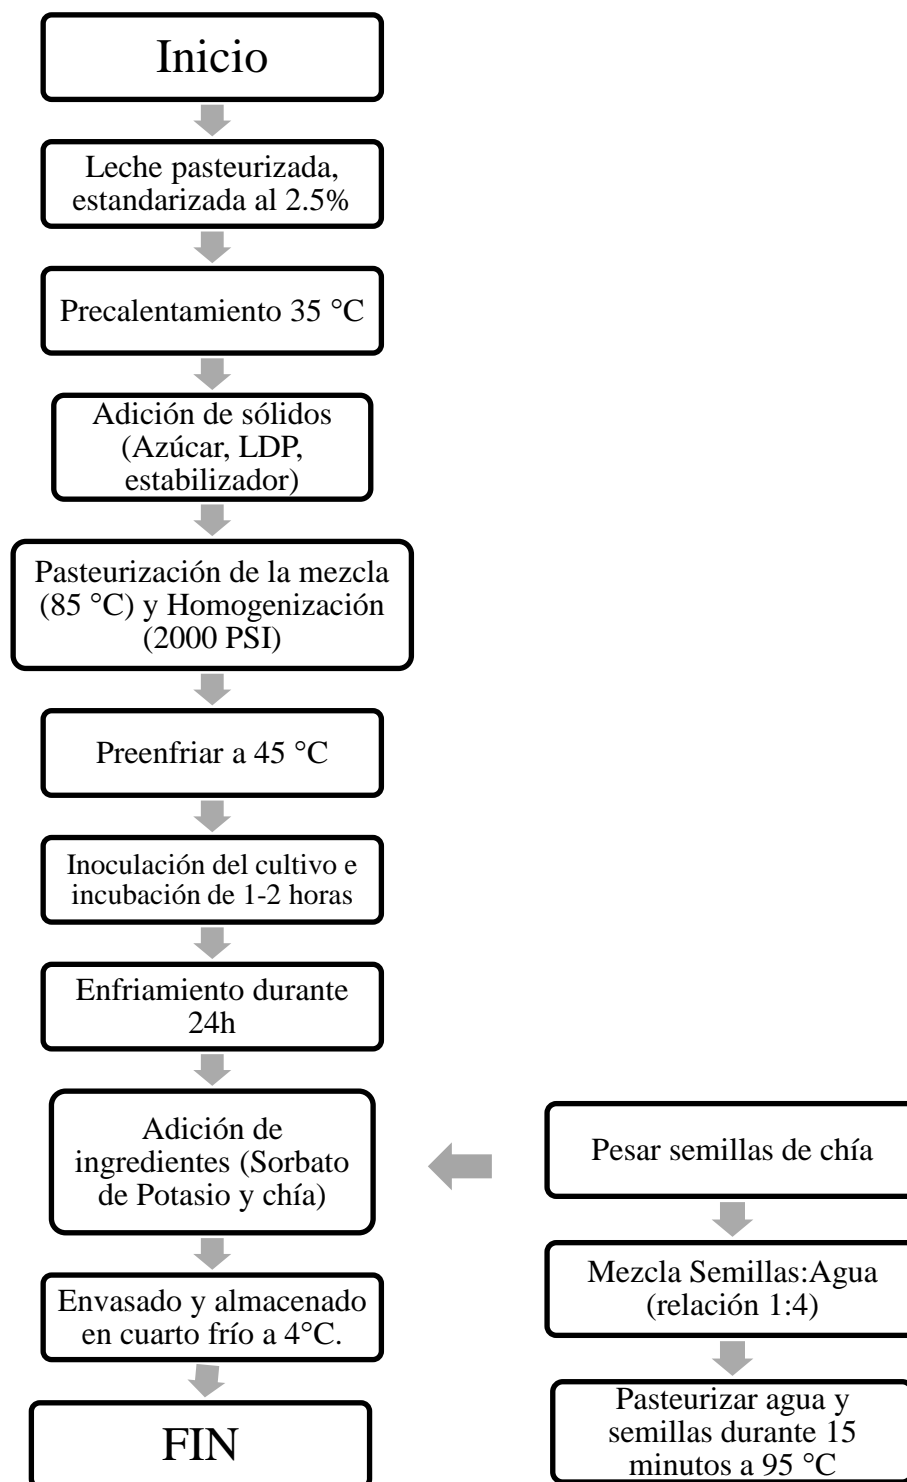 Inicio
Leche pasteurizada,
estandarizada al 2.5%
Precalentamiento 35 °C
Adición de sólidos
(Azúcar, LDP,
estabilizador)
Pasteurización de la mezcla
(85 °C) y Homogenización
(2000 PSI)
Preenfriar a 45 °C
Inoculación del cultivo e
incubación de 1-2 horas
Enfriamiento durante
24h
Adición de
ingredientes (Sorbato
de Potasio y chía)
Envasado y almacenado
en cuarto frío a 4°C.
FIN
Pesar semillas de chía
Mezcla Semillas:Agua
(relación 1:4)
Pasteurizar agua y
semillas durante 15
minutos a 95 °C